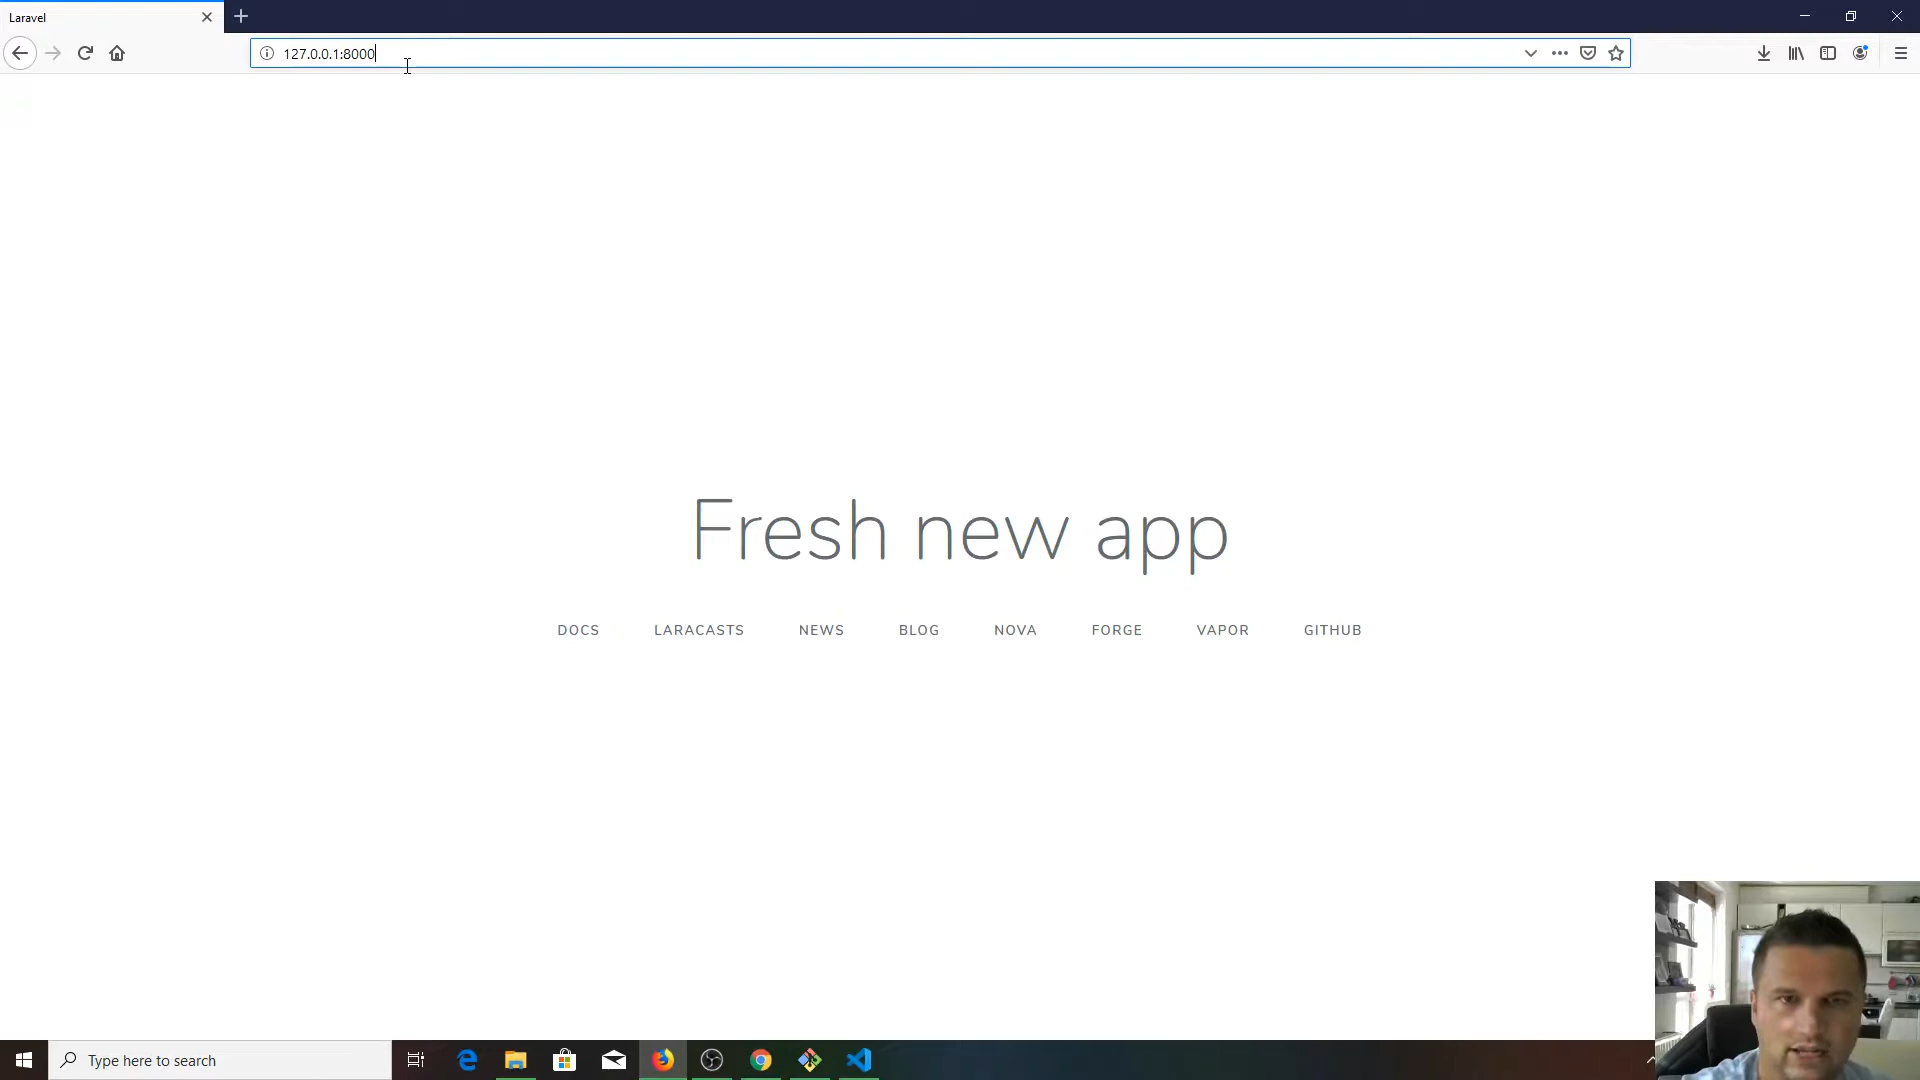 Laravel
127.0.0.1:8000
Fresh new app
DOCS LARACASTS NEWS BLOG NOVA FORGE VAPOR GITHUB
Type here to search